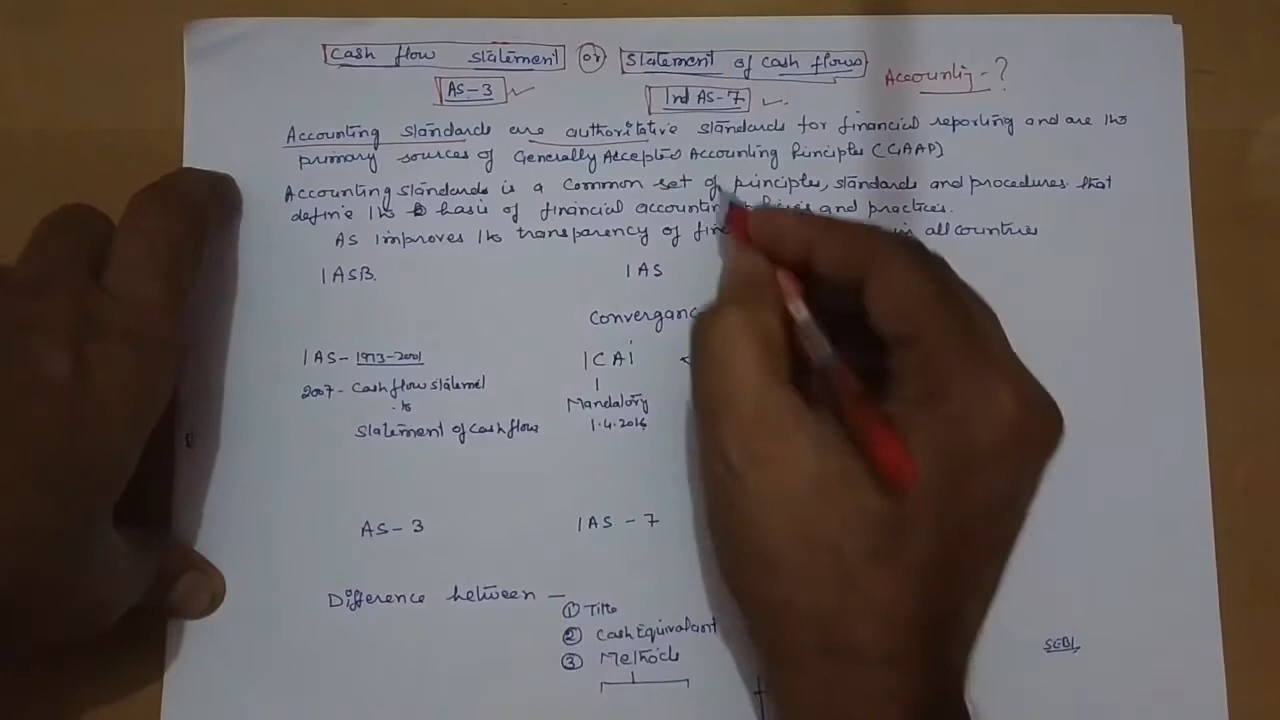 Cash flow statement or Statement of cash flows
AS-3 Ind AS-7 Accounting - ?
Accounting standards are authoritative standards for financial reporting and are the
primary sources of Generally Accepted Accounting Principles (GAAP)
Accounting standards is a common set of principles, standards and procedures that
define the basis of financial accounting and practices.
AS improves the transparency of in all countries
IASB. IAS
IAS - 1973-2001 ICAI
2007 - Cash flow statement Mandatory
to
Statement of cash flow 1.4.2016
AS-3 IAS-7
Difference between —
① Title
② Cash Equivalant
③ Methods
SEBI